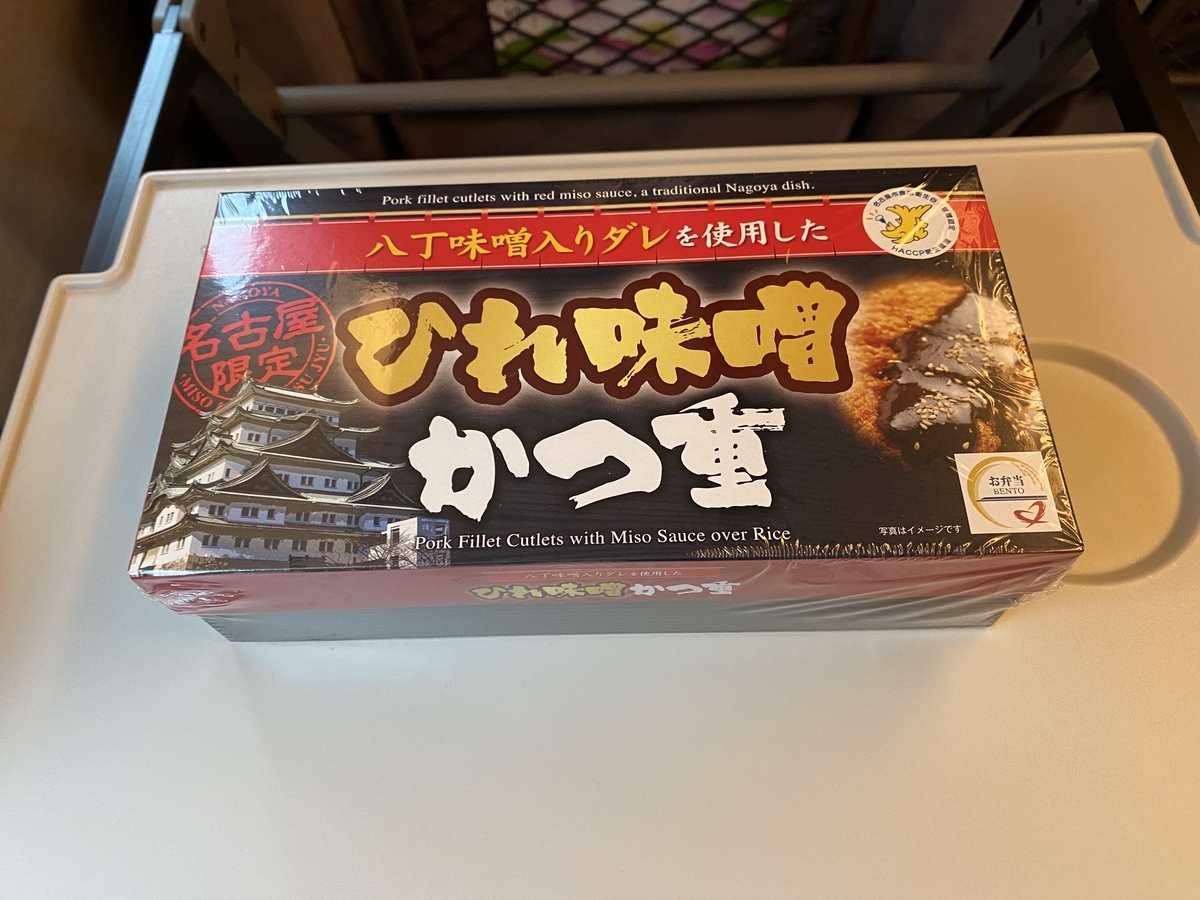 Pork fillet cutlets with red miso sauce, a traditional Nagoya dish.
八丁味噌入りダレを使用した
HACCP
NAGOYA
名古屋
限定
MISO
JYU
ひれ味噌
かつ重
お弁当
BENTO
写真はイメージです
Pork Fillet Cutlets with Miso Sauce over Rice
八丁味噌入りダレを使用した
ひれ味噌かつ重